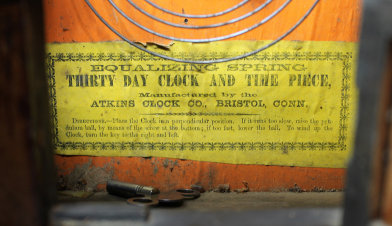 EQUALIZING SPRING
THIRTY DAY CLOCK AND TIME PIECE,
Manufactured by the
ATKINS CLOCK CO., BRISTOL, CONN.
DIRECTIONS.—Place the Clock in a perpendicular position. If it runs too slow, raise the pen-
dulum ball, by means of the screw at the bottom; if too fast, lower the ball. To wind up the
Clock, turn the key to the right and left.